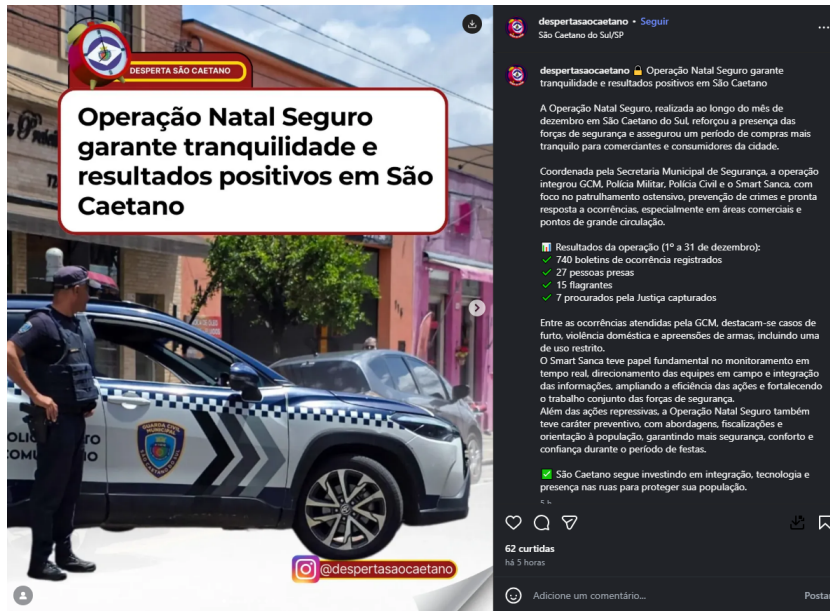 DESPERTA SÃO CAETANO
Operação Natal Seguro
garante tranquilidade e
resultados positivos em São
Caetano
GUARDA CIVIL
MUNICIPAL
SÃO CAETANO DO SUL
@despertasaocaetano
despertasaocaetano • Seguir
São Caetano do Sul/SP
despertasaocaetano 🔒 Operação Natal Seguro garante
tranquilidade e resultados positivos em São Caetano
A Operação Natal Seguro, realizada ao longo do mês de
dezembro em São Caetano do Sul, reforçou a presença das
forças de segurança e assegurou um período de compras mais
tranquilo para comerciantes e consumidores da cidade.
Coordenada pela Secretaria Municipal de Segurança, a operação
integrou GCM, Polícia Militar, Polícia Civil e o Smart Sanca, com
foco no patrulhamento ostensivo, prevenção de crimes e pronta
resposta a ocorrências, especialmente em áreas comerciais e
pontos de grande circulação.
📊 Resultados da operação (1º a 31 de dezembro):
✔ 740 boletins de ocorrência registrados
✔ 27 pessoas presas
✔ 15 flagrantes
✔ 7 procurados pela Justiça capturados
Entre as ocorrências atendidas pela GCM, destacam-se casos de
furto, violência doméstica e apreensões de armas, incluindo uma
de uso restrito.
O Smart Sanca teve papel fundamental no monitoramento em
tempo real, direcionamento das equipes em campo e integração
das informações, ampliando a eficiência das ações e fortalecendo
o trabalho conjunto das forças de segurança.
Além das ações repressivas, a Operação Natal Seguro também
teve caráter preventivo, com abordagens, fiscalizações e
orientação à população, garantindo mais segurança, conforto e
confiança durante o período de festas.
✅ São Caetano segue investindo em integração, tecnologia e
presença nas ruas para proteger sua população.
62 curtidas
há 5 horas
Adicione um comentário...
Postar